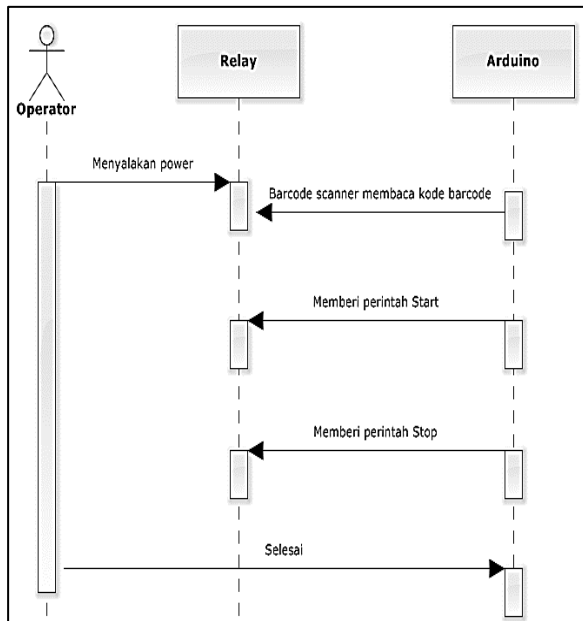 Operator
Relay
Arduino
Menyalakan power
Barcode scanner membaca kode barcode
Memberi perintah Start
Memberi perintah Stop
Selesai